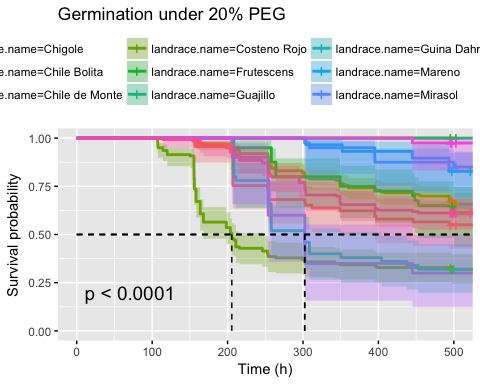 Germination under 20% PEG
e.name=Chigole landrace.name=Costeno Rojo landrace.name=Guina Dahr
e.name=Chile Bolita landrace.name=Frutescens landrace.name=Mareno
e.name=Chile de Monte landrace.name=Guajillo landrace.name=Mirasol
1.00
0.75
0.50
0.25
0.00
Survival probability
p < 0.0001
0 100 200 300 400 500
Time (h)